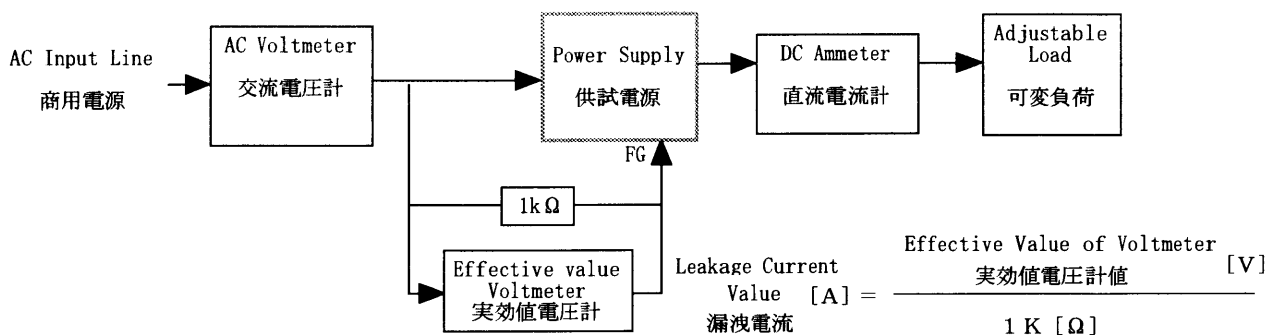 AC Input Line
商用電源
AC Voltmeter
交流電圧計
Power Supply
供試電源
DC Ammeter
直流電流計
Adjustable
Load
可変負荷
FG
1kΩ
Effective value
Voltmeter
実効値電圧計
Leakage Current
Value [A] =
漏洩電流
Effective Value of Voltmeter
実効値電圧計値 [V]
1 K [Ω]